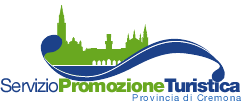 ServizioPromozioneTuristica
Provincia di Cremona